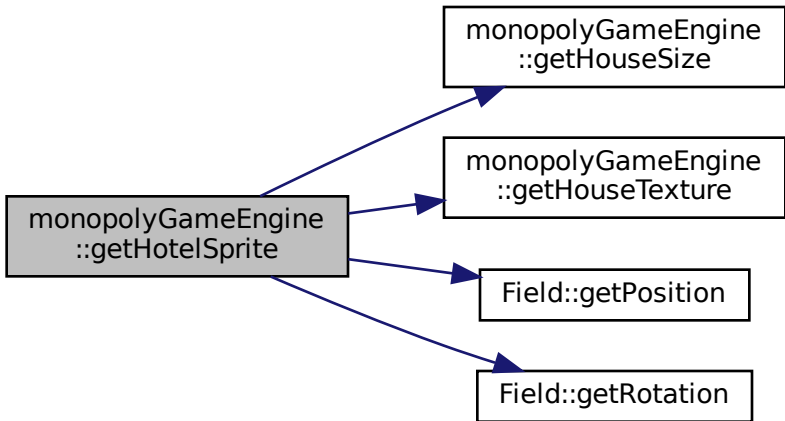 monopolyGameEngine
::getHotelSprite
monopolyGameEngine
::getHouseSize
monopolyGameEngine
::getHouseTexture
Field::getPosition
Field::getRotation